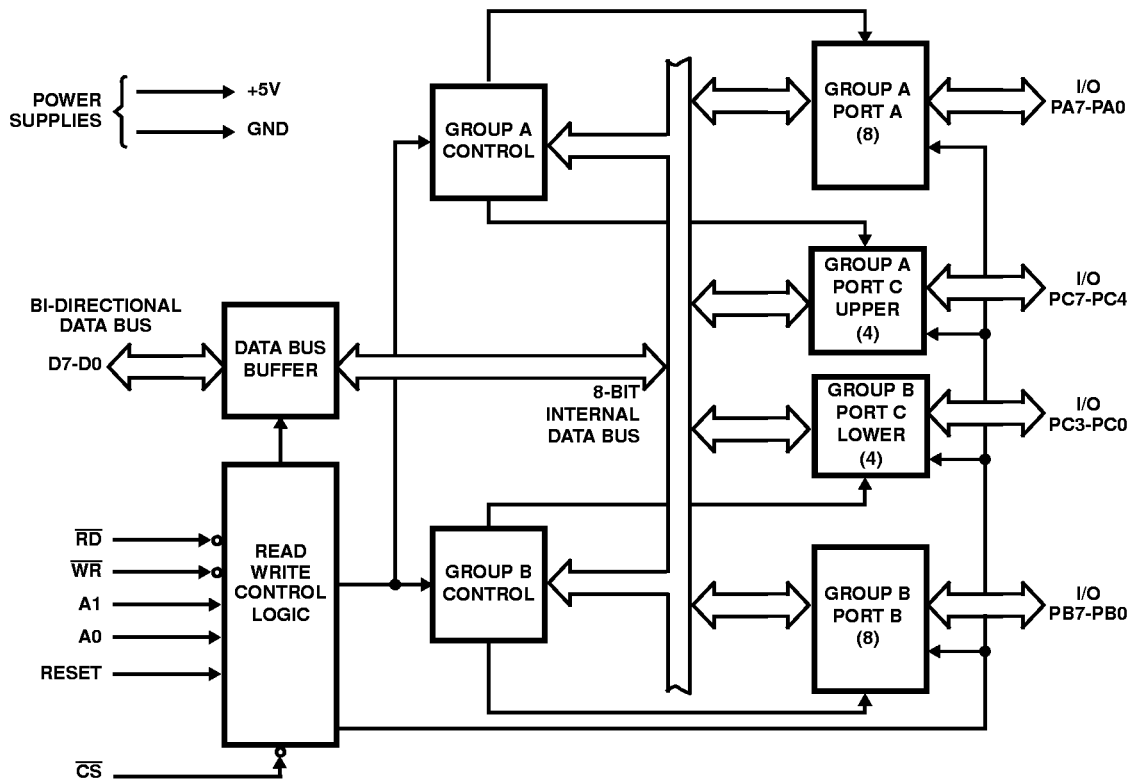 POWER
SUPPLIES
+5V
GND
GROUP A
CONTROL
GROUP A
PORT A
(8)
I/O
PA7-PA0
GROUP A
PORT C
UPPER
(4)
I/O
PC7-PC4
BI-DIRECTIONAL
DATA BUS
D7-D0
DATA BUS
BUFFER
8-BIT
INTERNAL
DATA BUS
GROUP B
PORT C
LOWER
(4)
I/O
PC3-PC0
RD
WR
A1
A0
RESET
CS
READ
WRITE
CONTROL
LOGIC
GROUP B
CONTROL
GROUP B
PORT B
(8)
I/O
PB7-PB0